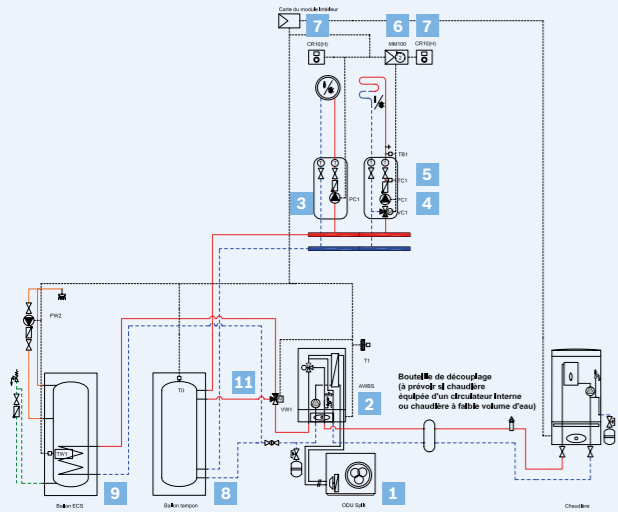 Carte du module Intérieur
7
6
7
CR10(H)
MM100
CR10(H)
TB1
5
TC1
3
PC1
PC1
4
VC1
PW2
T1
T0
11
VW1
AWBS
2
Bouteille de découplage
(à prévoir si chaudière
équipée d'un circulateur Interne
ou chaudière à faible volume d'eau)
TW1
9
8
1
Ballon ECS
Ballon tampon
ODU Split
Chaudière